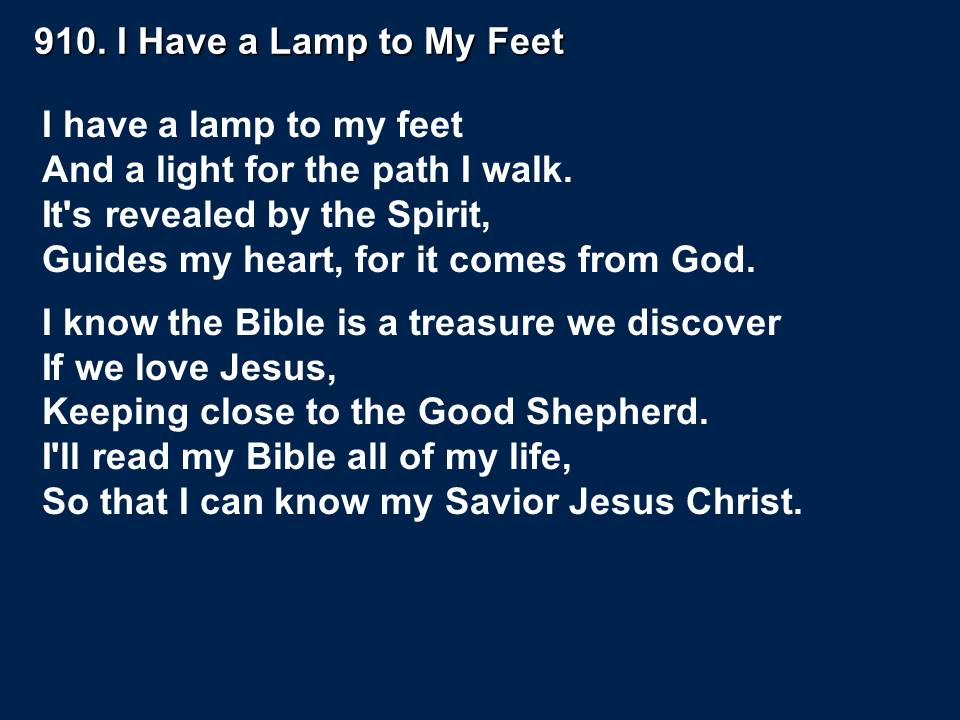 910. I Have a Lamp to My Feet
I have a lamp to my feet
And a light for the path I walk.
It's revealed by the Spirit,
Guides my heart, for it comes from God.
I know the Bible is a treasure we discover
If we love Jesus,
Keeping close to the Good Shepherd.
I'll read my Bible all of my life,
So that I can know my Savior Jesus Christ.